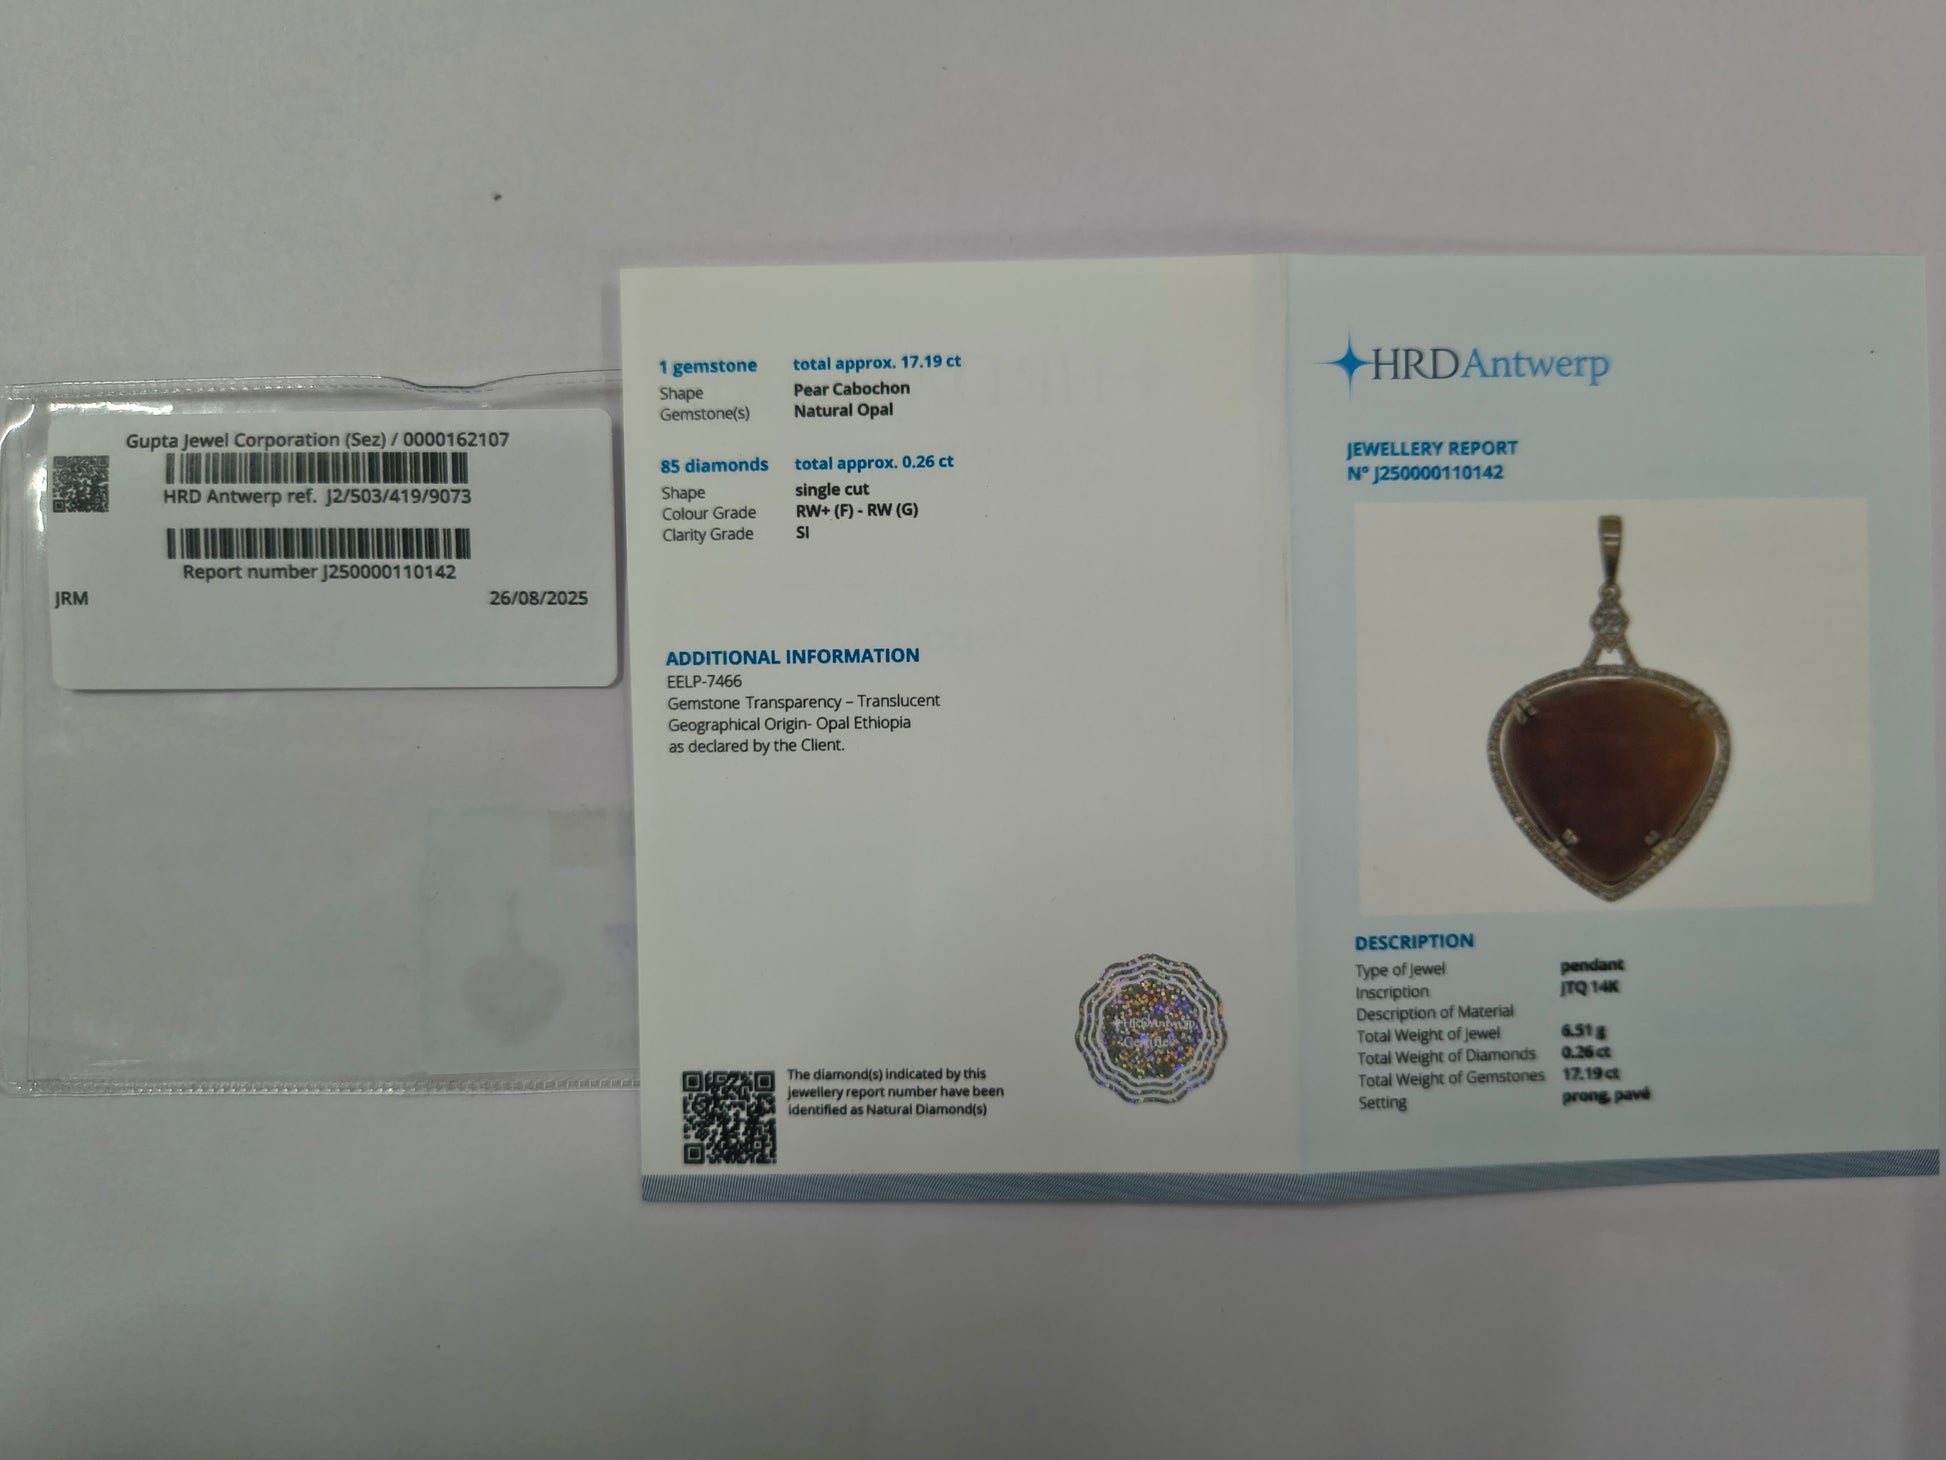 Gupta Jewel Corporation (Sez) / 0000162107
HRD Antwerp ref. J2/503/419/9073
Report number J250000110142
JRM 26/08/2025
1 gemstone total approx. 17.19 ct
Shape Pear Cabochon
Gemstone(s) Natural Opal
85 diamonds total approx. 0.26 ct
Shape single cut
Colour Grade RW+ (F) - RW (G)
Clarity Grade SI
ADDITIONAL INFORMATION
EELP-7466
Gemstone Transparency – Translucent
Geographical Origin- Opal Ethiopia
as declared by the Client.
HRDAntwerp
Certified
The diamond(s) indicated by this
jewellery report number have been
identified as Natural Diamond(s)
HRDAntwerp
JEWELLERY REPORT
N° J250000110142
DESCRIPTION
Type of Jewel pendant
Inscription JTQ 14K
Description of Material
Total Weight of Jewel 6.51 g
Total Weight of Diamonds 0.26 ct
Total Weight of Gemstones 17.19 ct
Setting prong, pavé